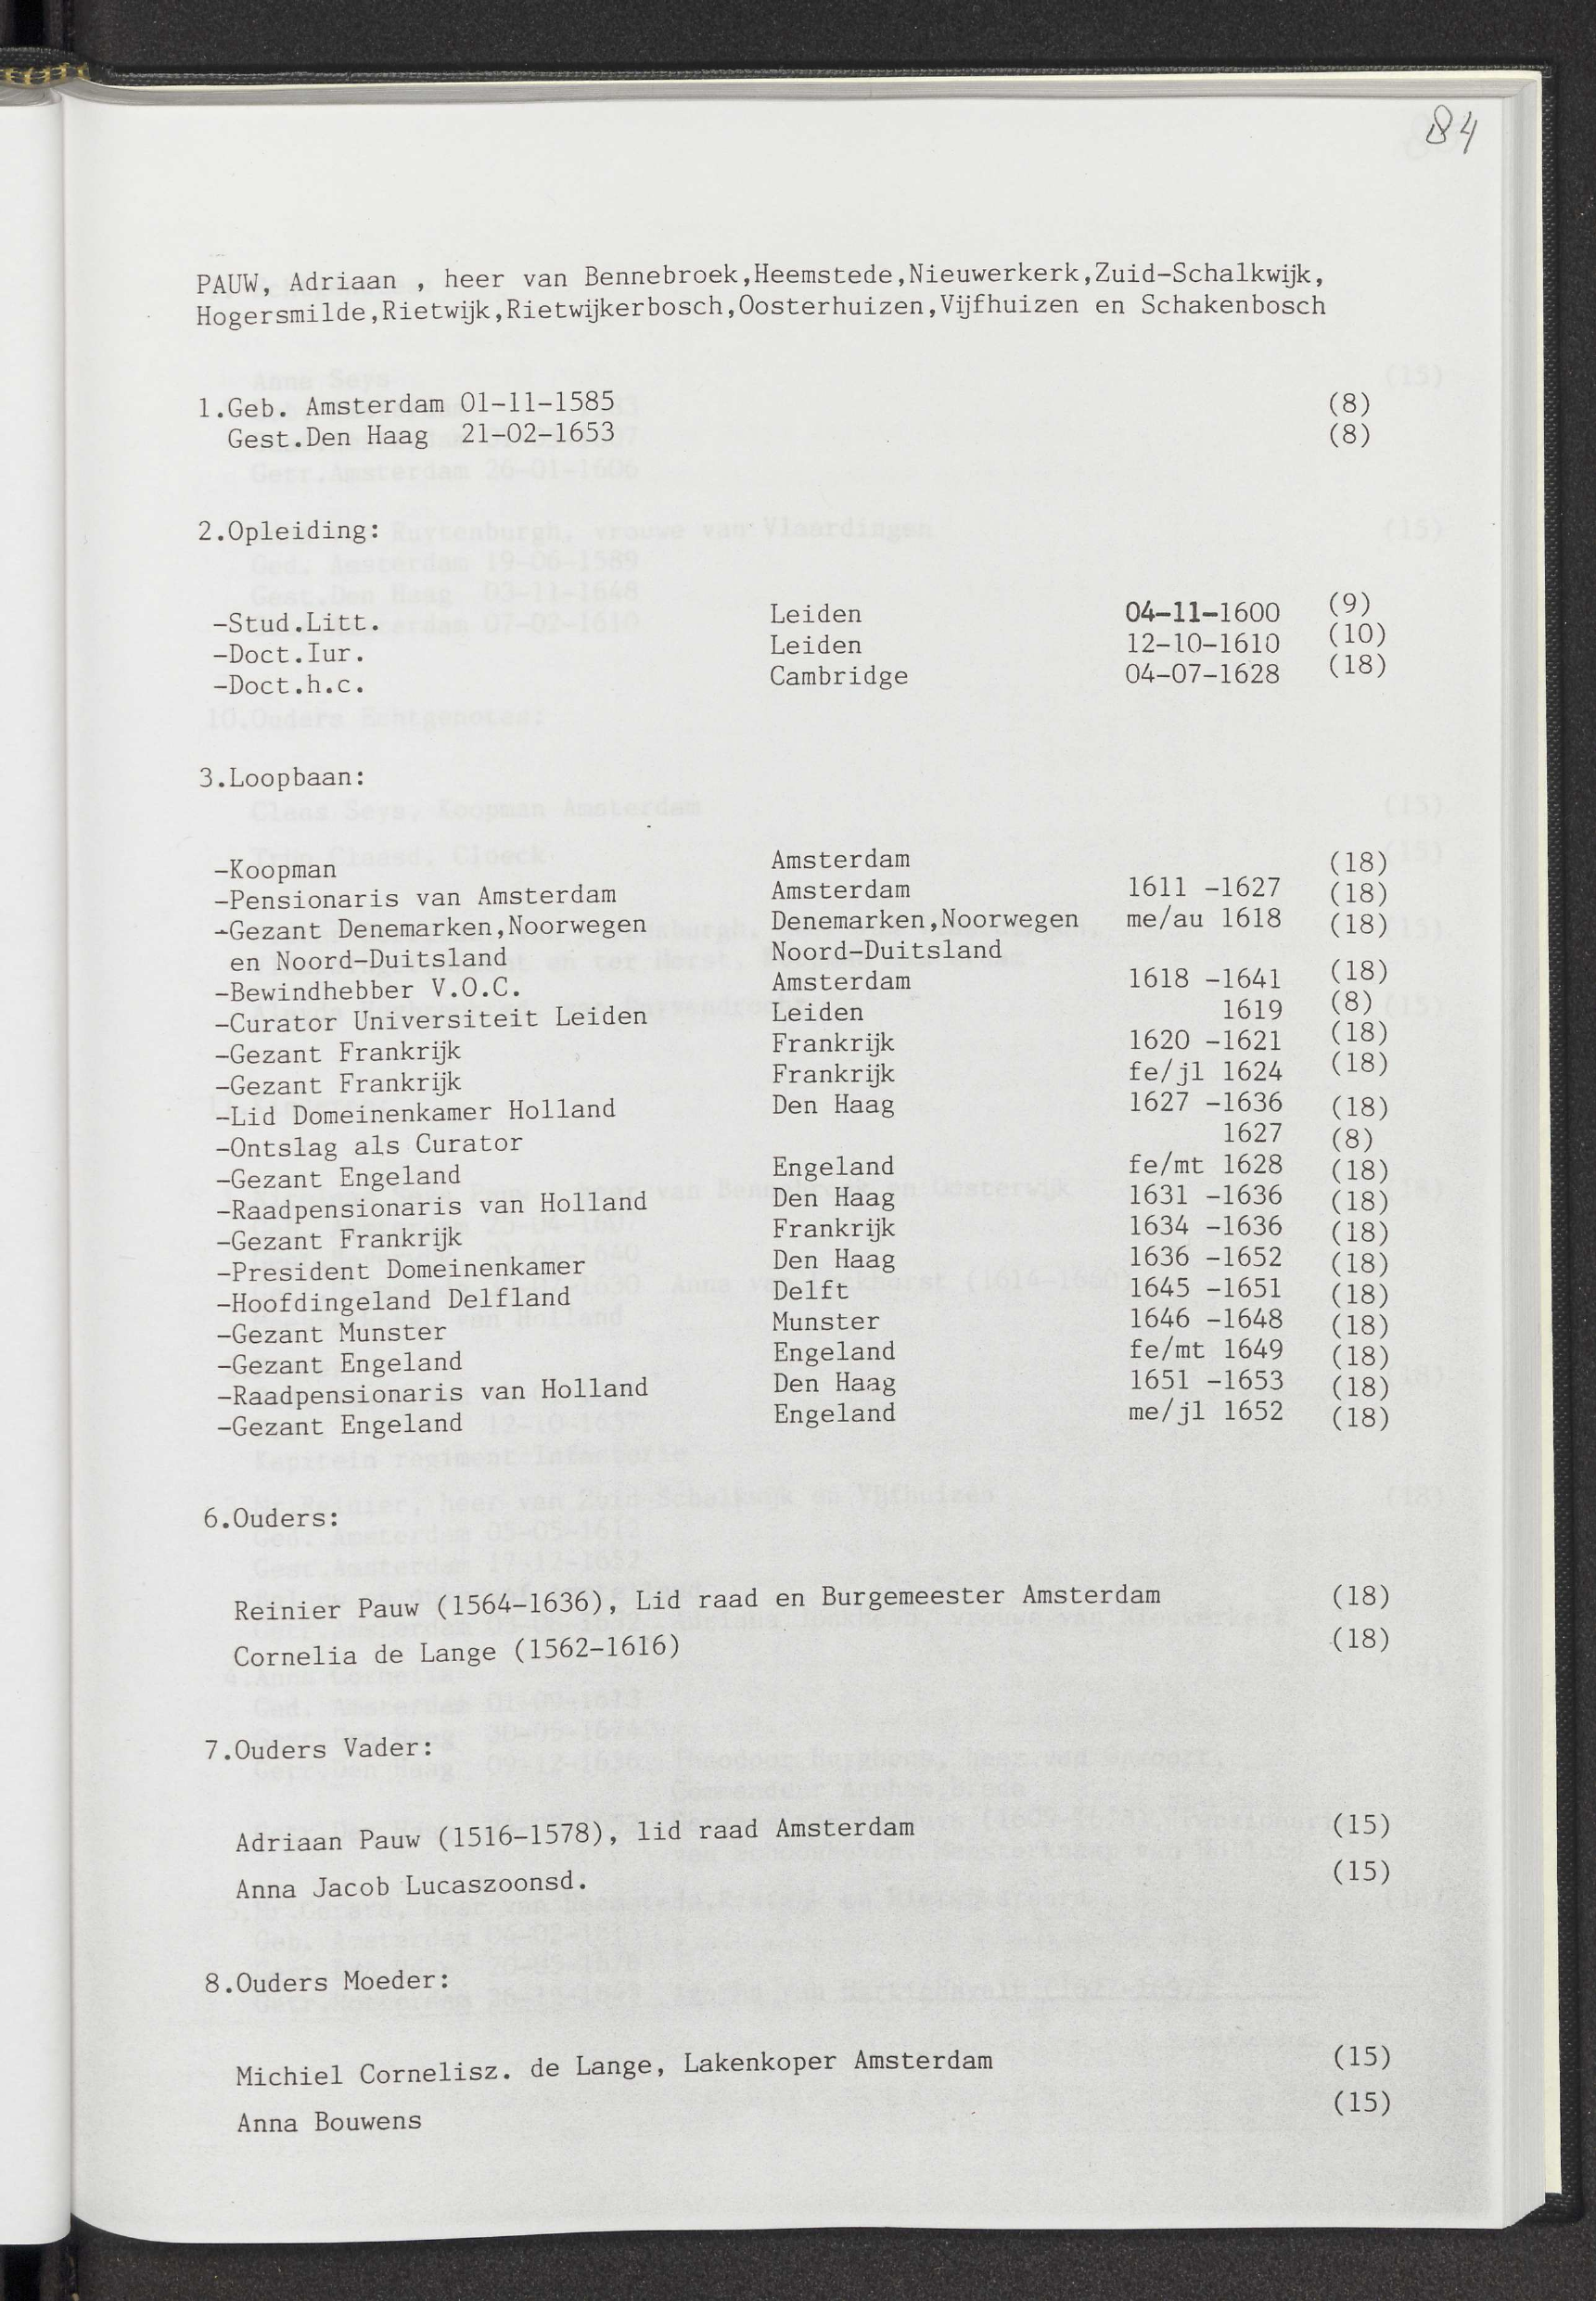 84
PAUW, Adriaan , heer van Bennebroek,Heemstede,Nieuwerkerk,Zuid-Schalkwijk,
Hogersmilde,Rietwijk,Rietwijkerbosch,Oosterhuizen,Vijfhuizen en Schakenbosch
1.Geb. Amsterdam 01-11-1585 (8)
Gest.Den Haag 21-02-1653 (8)
2.Opleiding:
-Stud.Litt. Leiden 04-11-1600 (9)
-Doct.Iur. Leiden 12-10-1610 (10)
-Doct.h.c. Cambridge 04-07-1628 (18)
3.Loopbaan:
-Koopman Amsterdam (18)
-Pensionaris van Amsterdam Amsterdam 1611 -1627 (18)
-Gezant Denemarken,Noorwegen Denemarken,Noorwegen me/au 1618 (18)
en Noord-Duitsland Noord-Duitsland
-Bewindhebber V.O.C. Amsterdam 1618 -1641 (18)
-Curator Universiteit Leiden Leiden 1619 (8)
-Gezant Frankrijk Frankrijk 1620 -1621 (18)
-Gezant Frankrijk Frankrijk fe/jl 1624 (18)
-Lid Domeinenkamer Holland Den Haag 1627 -1636 (18)
-Ontslag als Curator 1627 (8)
-Gezant Engeland Engeland fe/mt 1628 (18)
-Raadpensionaris van Holland Den Haag 1631 -1636 (18)
-Gezant Frankrijk Frankrijk 1634 -1636 (18)
-President Domeinenkamer Den Haag 1636 -1652 (18)
-Hoofdingeland Delfland Delft 1645 -1651 (18)
-Gezant Munster Munster 1646 -1648 (18)
-Gezant Engeland Engeland fe/mt 1649 (18)
-Raadpensionaris van Holland Den Haag 1651 -1653 (18)
-Gezant Engeland Engeland me/jl 1652 (18)
6.Ouders:
Reinier Pauw (1564-1636), Lid raad en Burgemeester Amsterdam (18)
Cornelia de Lange (1562-1616) (18)
7.Ouders Vader:
Adriaan Pauw (1516-1578), lid raad Amsterdam (15)
Anna Jacob Lucaszoonsd. (15)
8.Ouders Moeder:
Michiel Cornelisz. de Lange, Lakenkoper Amsterdam (15)
Anna Bouwens (15)